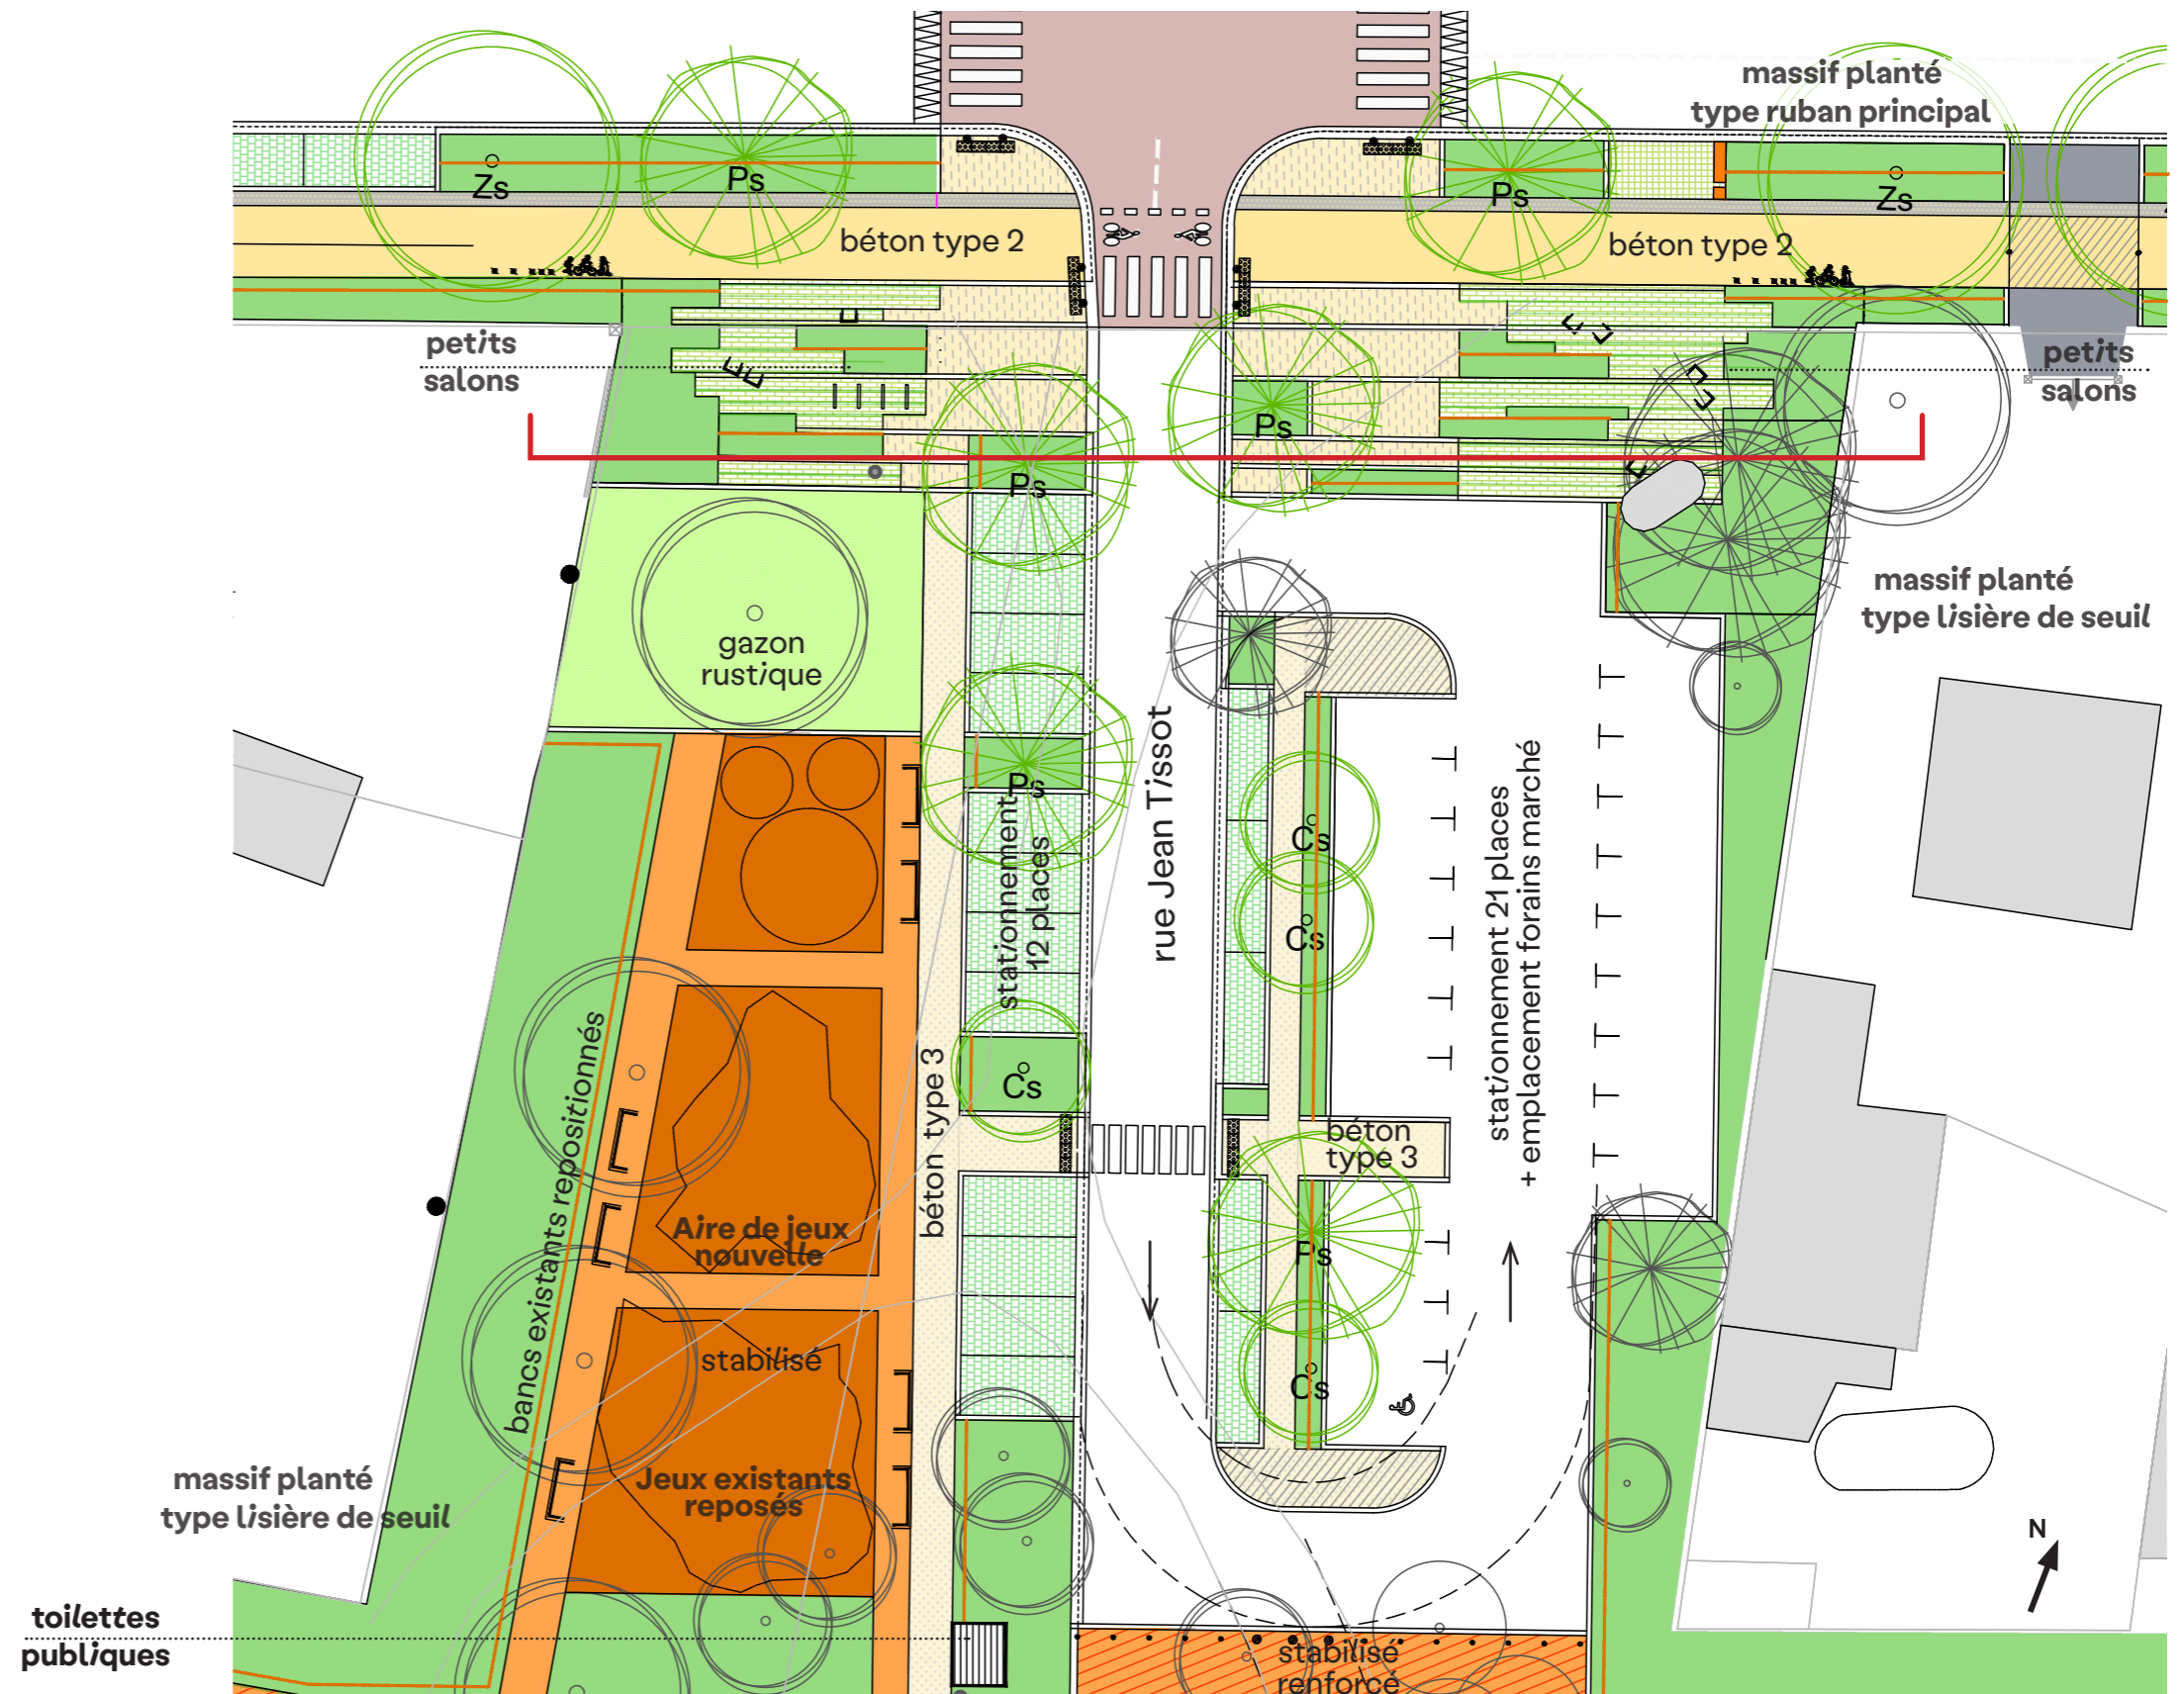 massif planté
type ruban principal
Zs
Ps
Ps
Zs
béton type 2
béton type 2
petits
salons
petits
salons
Ps
Ps
massif planté
type lisière de seuil
gazon
rustique
Ps
stationnement
12 places
rue Jean Tissot
Cs
Cs
stationnement 21 places
+ emplacement forains marché
bancs existants repositionnés
béton type 3
Cs
béton
type 3
Aire de jeux
nouvelle
Ps
stabilisé
Cs
Jeux existants
reposés
massif planté
type lisière de seuil
N
toilettes
publiques
stabilisé
renforcé